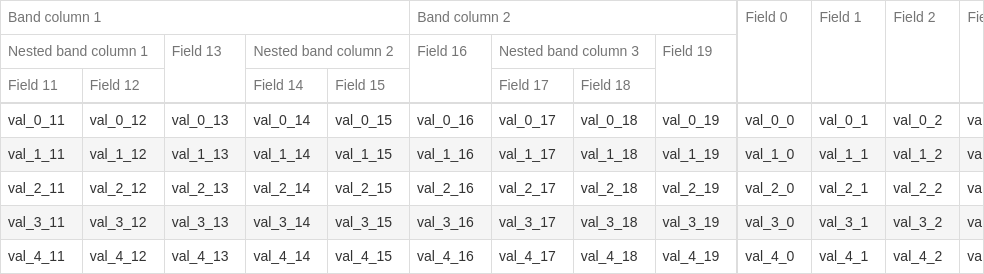 Band column 1 Band column 2 Field 0 Field 1 Field 2 Fie
Nested band column 1 Field 13 Nested band column 2 Field 16 Nested band column 3 Field 19
Field 11 Field 12 Field 14 Field 15 Field 17 Field 18
val_0_11 val_0_12 val_0_13 val_0_14 val_0_15 val_0_16 val_0_17 val_0_18 val_0_19 val_0_0 val_0_1 val_0_2 va
val_1_11 val_1_12 val_1_13 val_1_14 val_1_15 val_1_16 val_1_17 val_1_18 val_1_19 val_1_0 val_1_1 val_1_2 va
val_2_11 val_2_12 val_2_13 val_2_14 val_2_15 val_2_16 val_2_17 val_2_18 val_2_19 val_2_0 val_2_1 val_2_2 va
val_3_11 val_3_12 val_3_13 val_3_14 val_3_15 val_3_16 val_3_17 val_3_18 val_3_19 val_3_0 val_3_1 val_3_2 va
val_4_11 val_4_12 val_4_13 val_4_14 val_4_15 val_4_16 val_4_17 val_4_18 val_4_19 val_4_0 val_4_1 val_4_2 va